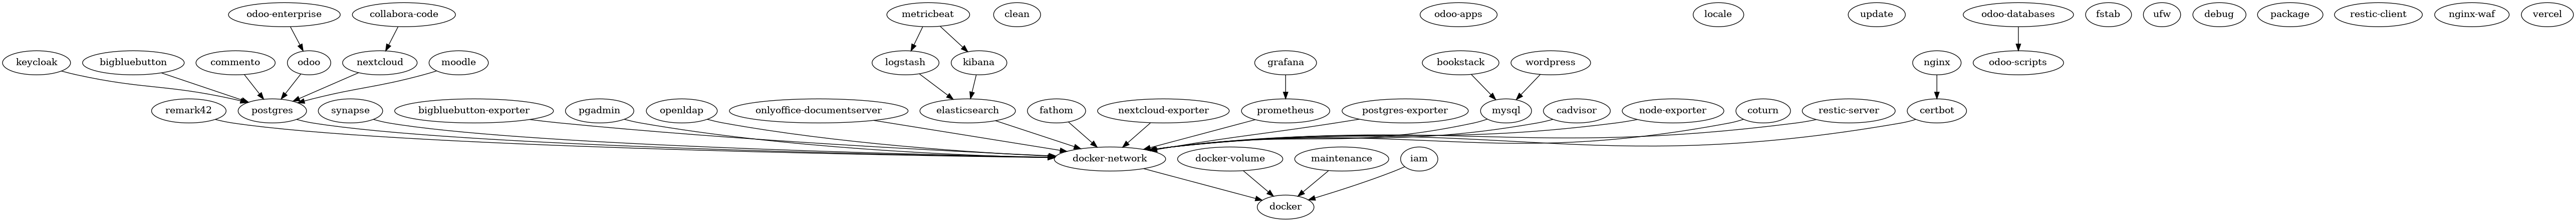 odoo-enterprise
collabora-code
metricbeat
clean
odoo-apps
locale
update
odoo-databases
fstab
ufw
debug
package
restic-client
nginx-waf
vercel
keycloak
bigbluebutton
commento
odoo
nextcloud
moodle
logstash
kibana
grafana
bookstack
wordpress
nginx
odoo-scripts
remark42
postgres
synapse
bigbluebutton-exporter
pgadmin
openldap
onlyoffice-documentserver
elasticsearch
fathom
nextcloud-exporter
prometheus
postgres-exporter
mysql
cadvisor
node-exporter
coturn
restic-server
certbot
docker-network
docker-volume
maintenance
iam
docker